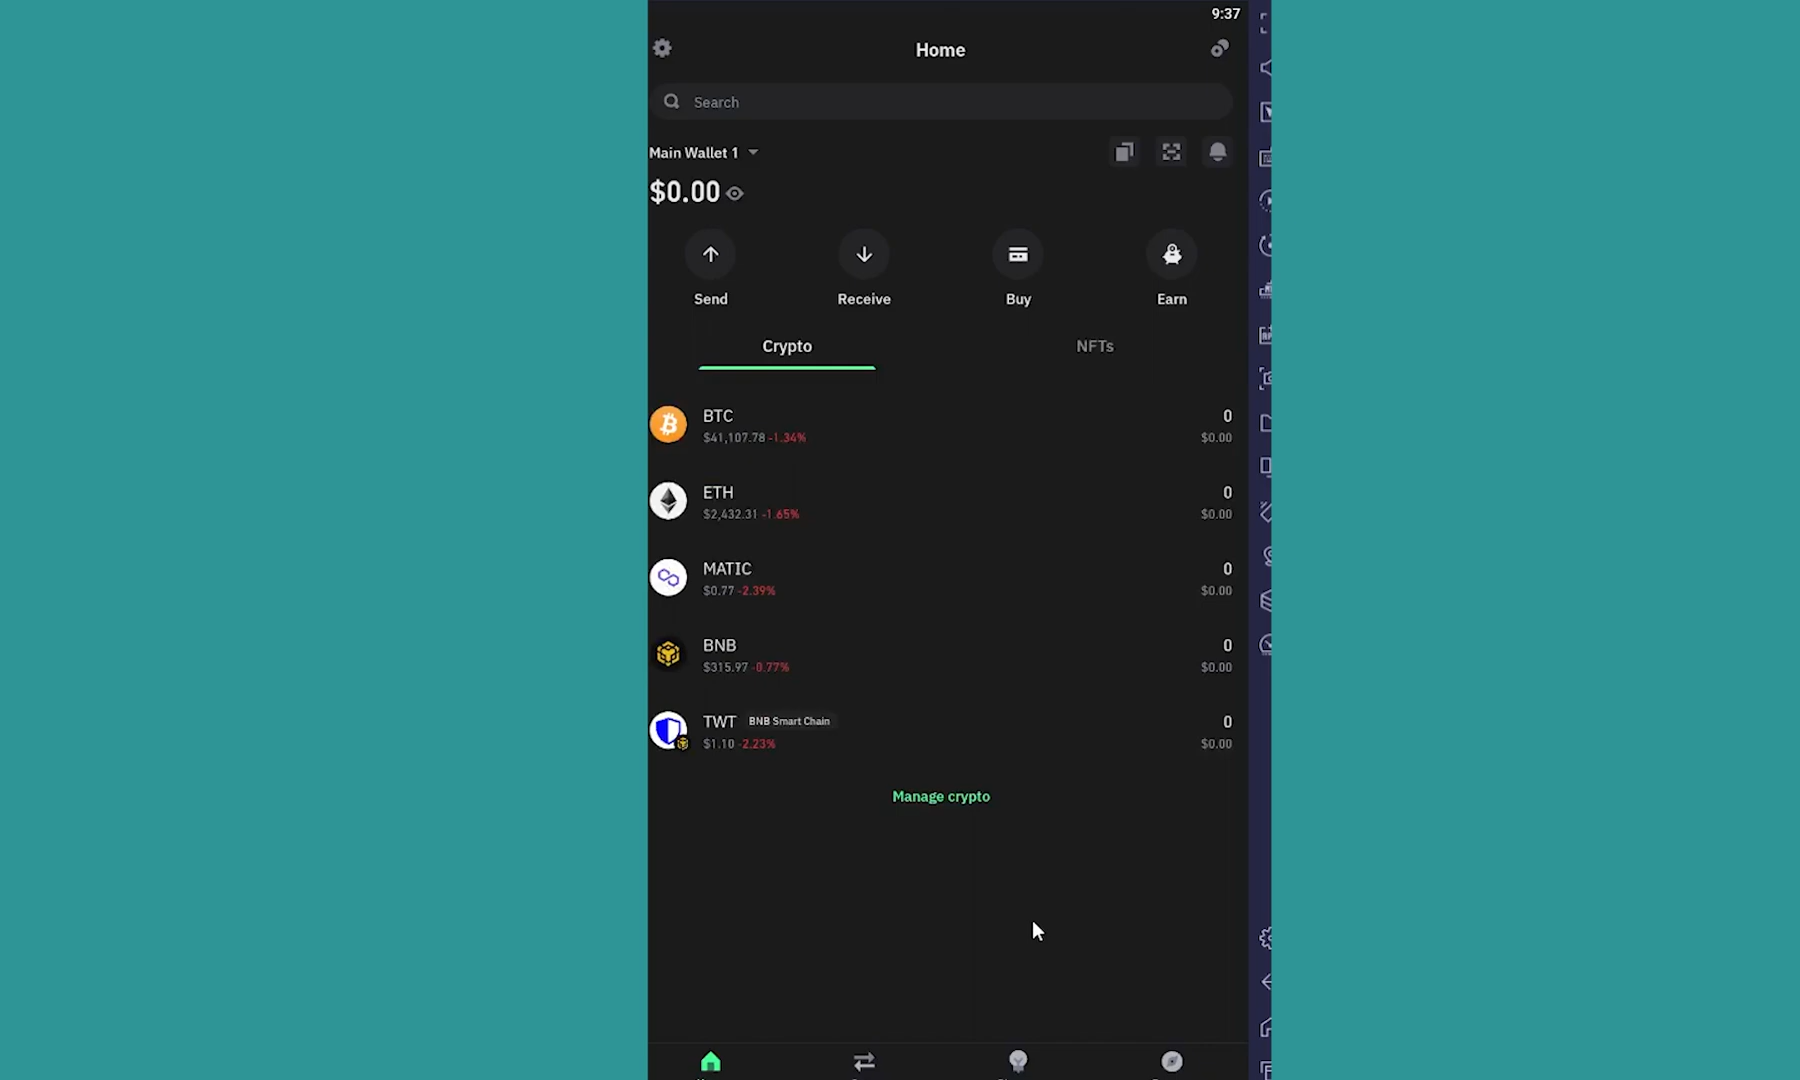 9:37
Home
Search
Main Wallet 1
$0.00
Send Receive Buy Earn
Crypto NFTs
BTC 0
$41,107.78 -1.34% $0.00
ETH 0
$2,432.31 -1.65% $0.00
MATIC 0
$0.77 -2.39% $0.00
BNB 0
$315.97 -0.77% $0.00
TWT BNB Smart Chain 0
$1.10 -2.23% $0.00
Manage crypto